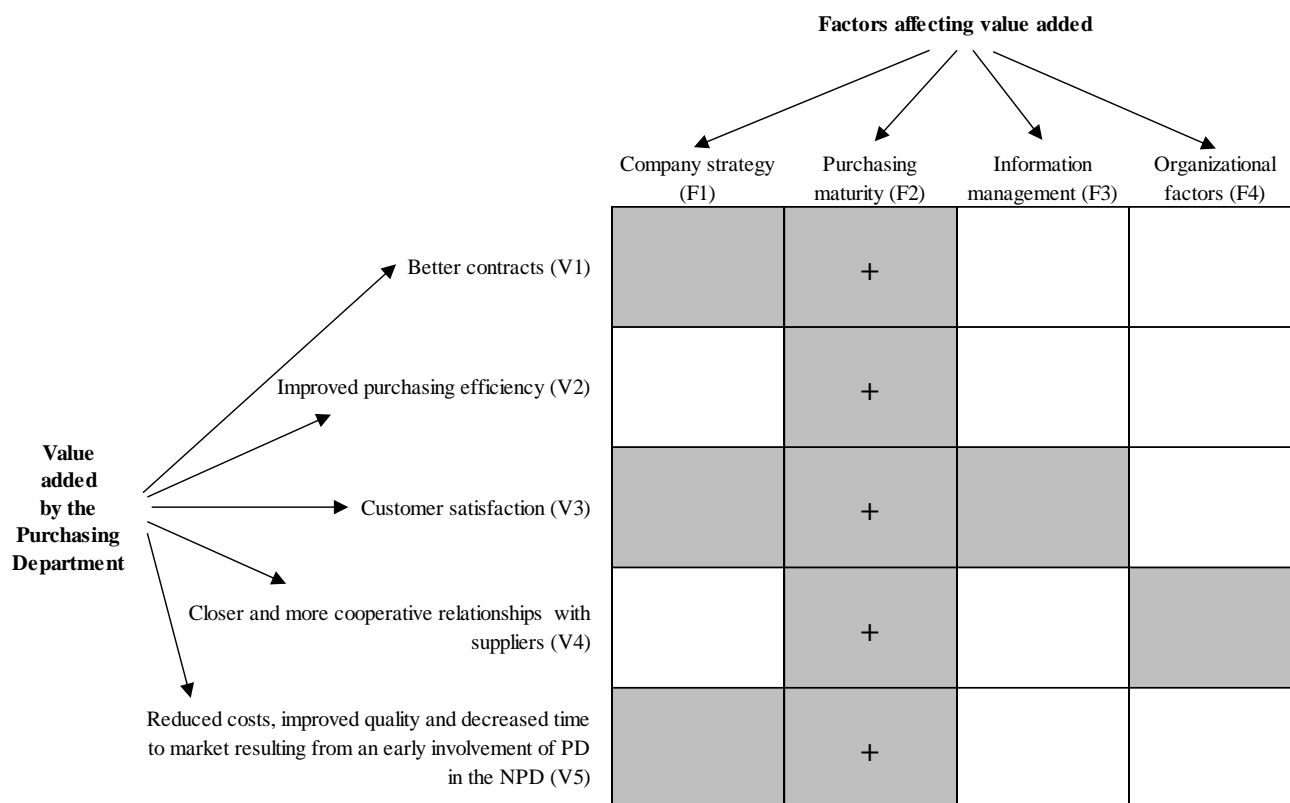 Factors affecting value added
Company strategy
(F1)
Purchasing
maturity (F2)
Information
management (F3)
Organizational
factors (F4)
Better contracts (V1)
+
Improved purchasing efficiency (V2)
+
Value
added
by the
Purchasing
Department
Customer satisfaction (V3)
+
Closer and more cooperative relationships with
suppliers (V4)
+
Reduced costs, improved quality and decreased time
to market resulting from an early involvement of PD
in the NPD (V5)
+